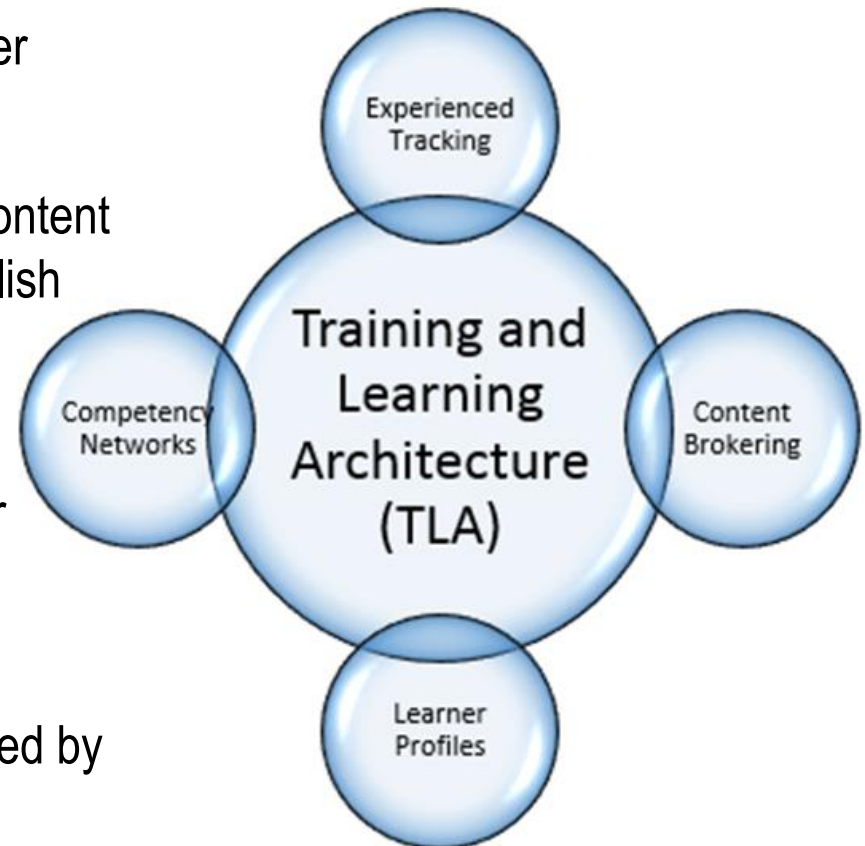 er
ontent
lish
r
ed by
Experienced
Tracking
Competency
Networks
Training and
Learning
Architecture
(TLA)
Content
Brokering
Learner
Profiles